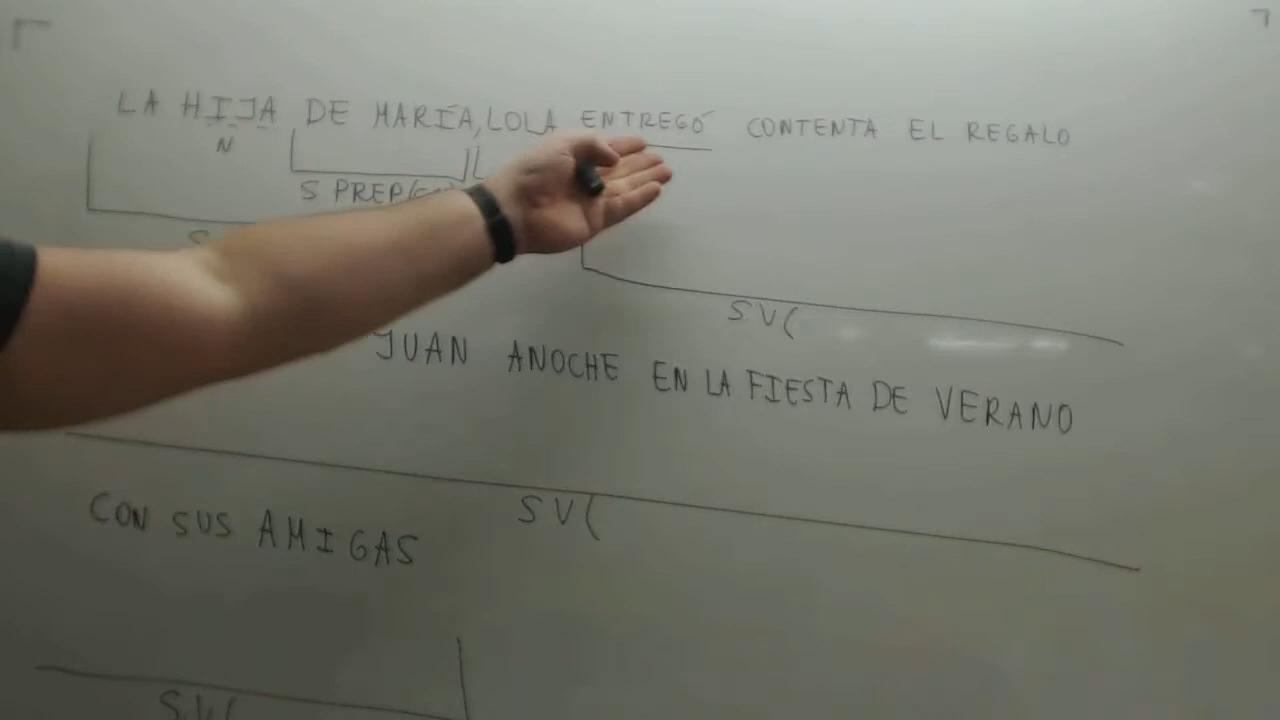 LA HIJA DE MARÍA, LOLA ENTREGÓ CONTENTA EL REGALO
N
S PREP(
SV(
JUAN ANOCHE EN LA FIESTA DE VERANO
SV(
CON SUS AMIGAS
SV(